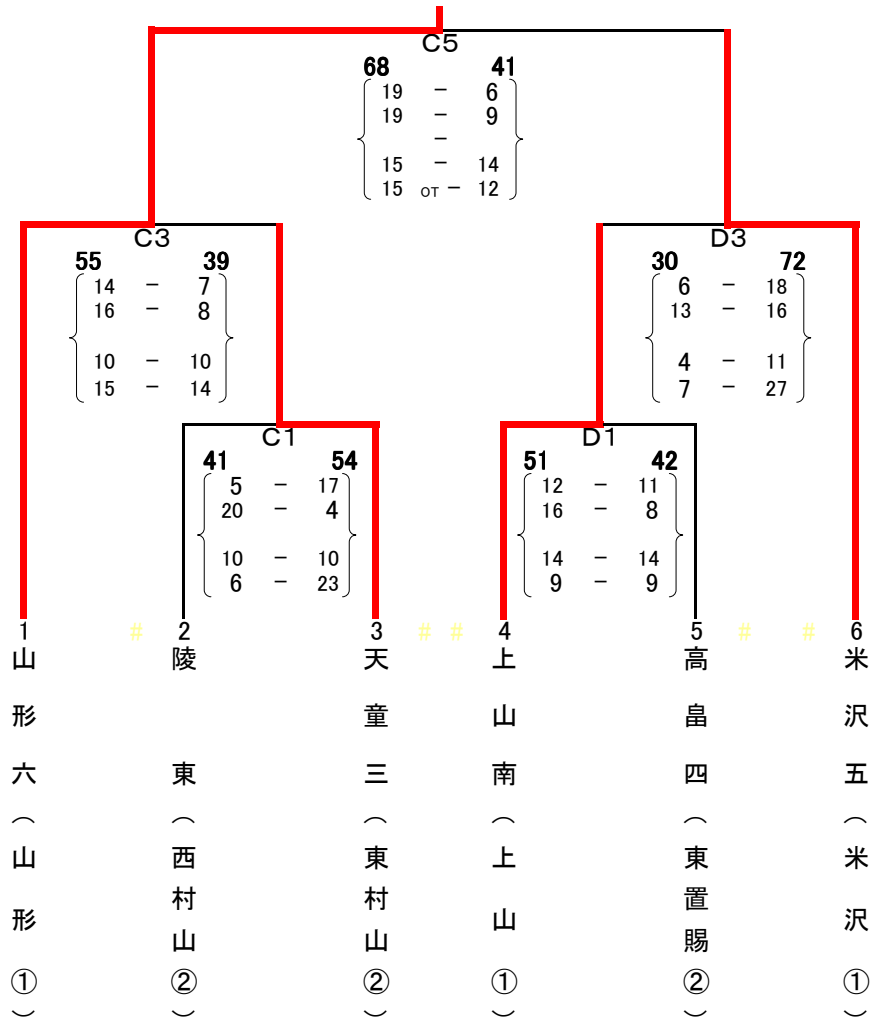 C5
68 41
19 - 6
19 - 9
-
15 - 14
15 OT - 12
C3
55 39
14 - 7
16 - 8
10 - 10
15 - 14
D3
30 72
6 - 18
13 - 16
4 - 11
7 - 27
C1
41 54
5 - 17
20 - 4
10 - 10
6 - 23
D1
51 42
12 - 11
16 - 8
14 - 14
9 - 9
1 # 2 3 # # 4 5 # # 6
山形六(山形①)
陵東(西村山②)
天童三(東村山②)
上山南(上山①)
高畠四(東置賜②)
米沢五(米沢①)